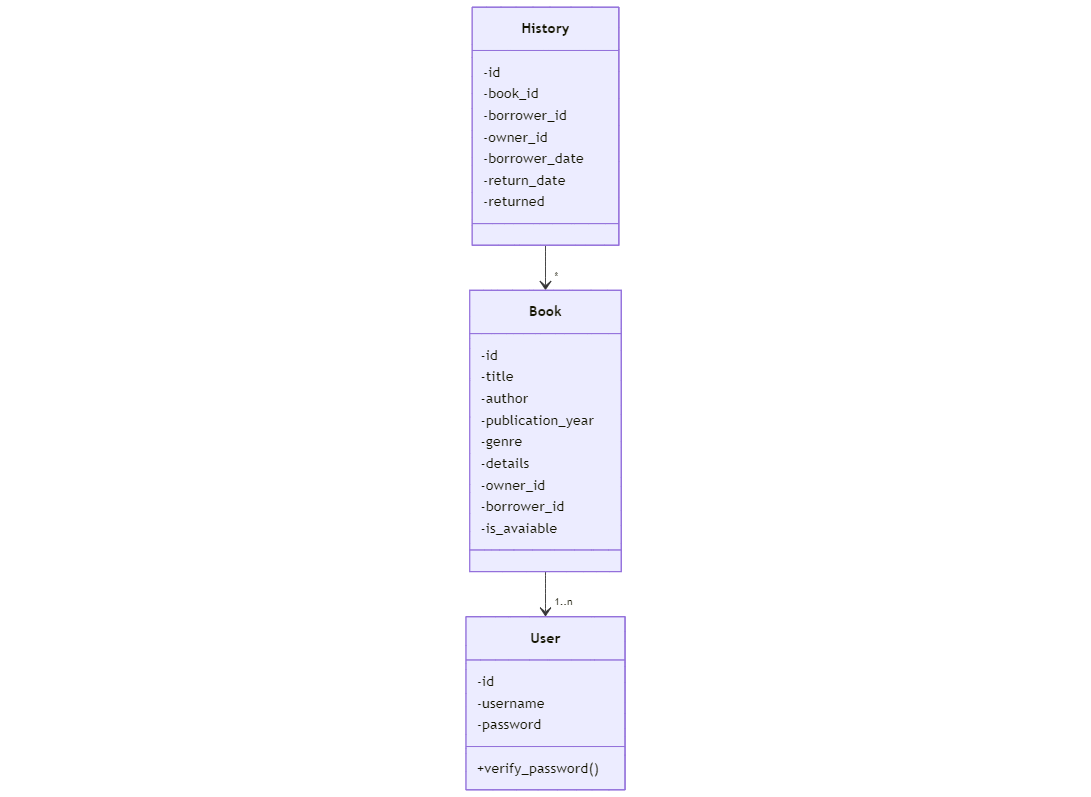 History
-id
-book_id
-borrower_id
-owner_id
-borrower_date
-return_date
-returned
*
Book
-id
-title
-author
-publication_year
-genre
-details
-owner_id
-borrower_id
-is_avaiable
1..n
User
-id
-username
-password
+verify_password()